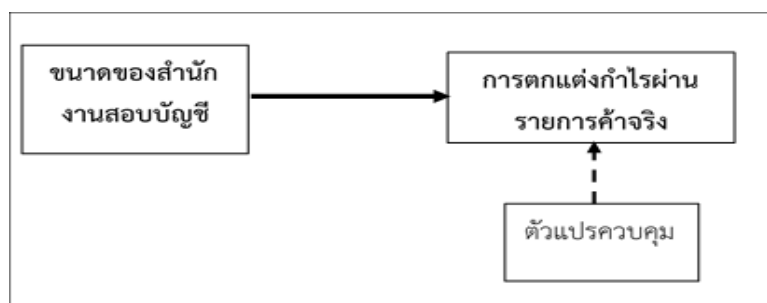 ขนาดของสำนัก
งานสอบบัญชี
การตกแต่งกำไรผ่าน
รายการค้าจริง
ตัวแปรควบคุม